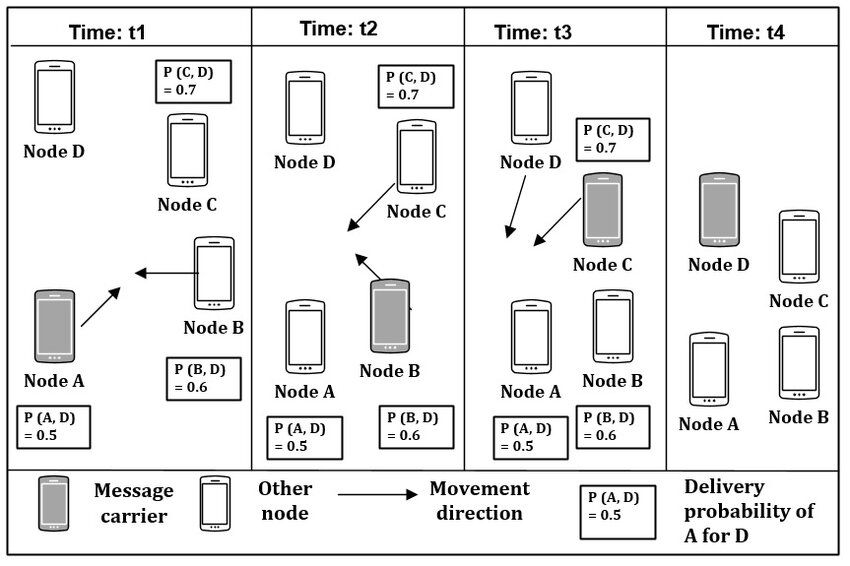 Time: t1
Time: t2
Time: t3
Time: t4
P (C, D)
= 0.7
Node D
Node C
Node B
Node A
P (B, D)
= 0.6
P (A, D)
= 0.5
P (C, D)
= 0.7
Node D
Node C
Node B
Node A
P (A, D)
= 0.5
P (B, D)
= 0.6
P (C, D)
= 0.7
Node D
Node C
Node A
Node B
P (A, D)
= 0.5
P (B, D)
= 0.6
Node D
Node C
Node A
Node B
Message
carrier
Other
node
Movement
direction
P (A, D)
= 0.5
Delivery
probability of
A for D